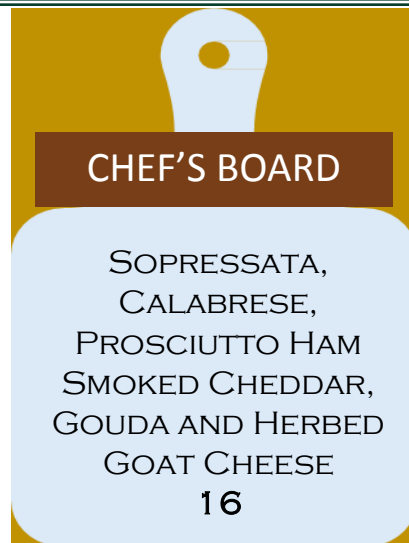 CHEF’S BOARD
Sopressata,
Calabrese,
Prosciutto Ham
Smoked Cheddar,
Gouda and Herbed
Goat Cheese
16